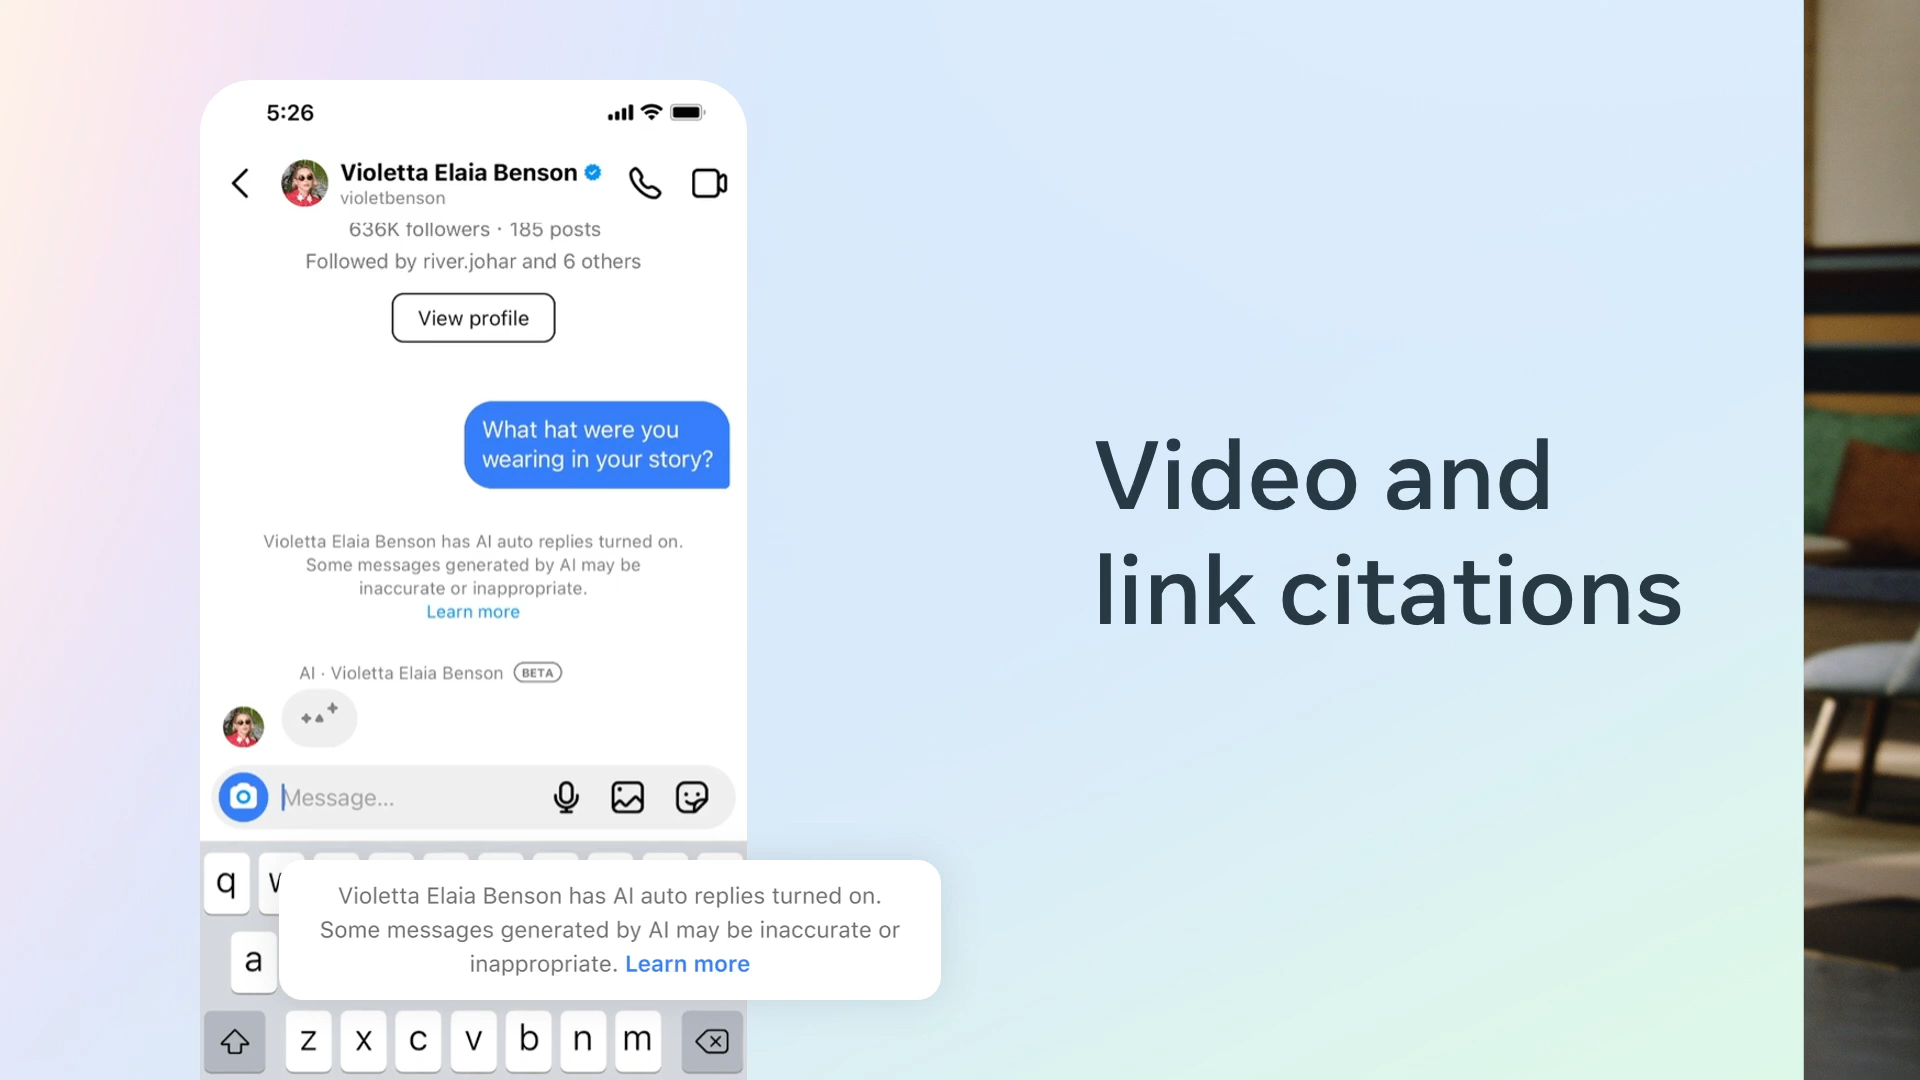 5:26
Violetta Elaia Benson
violetbenson
636K followers · 185 posts
Followed by river.johar and 6 others
View profile
What hat were you
wearing in your story?
Violetta Elaia Benson has AI auto replies turned on.
Some messages generated by AI may be
inaccurate or inappropriate.
Learn more
AI · Violetta Elaia Benson BETA
Message...
q
a
Violetta Elaia Benson has AI auto replies turned on.
Some messages generated by AI may be inaccurate or
inappropriate. Learn more
z x c v b n m
Video and
link citations